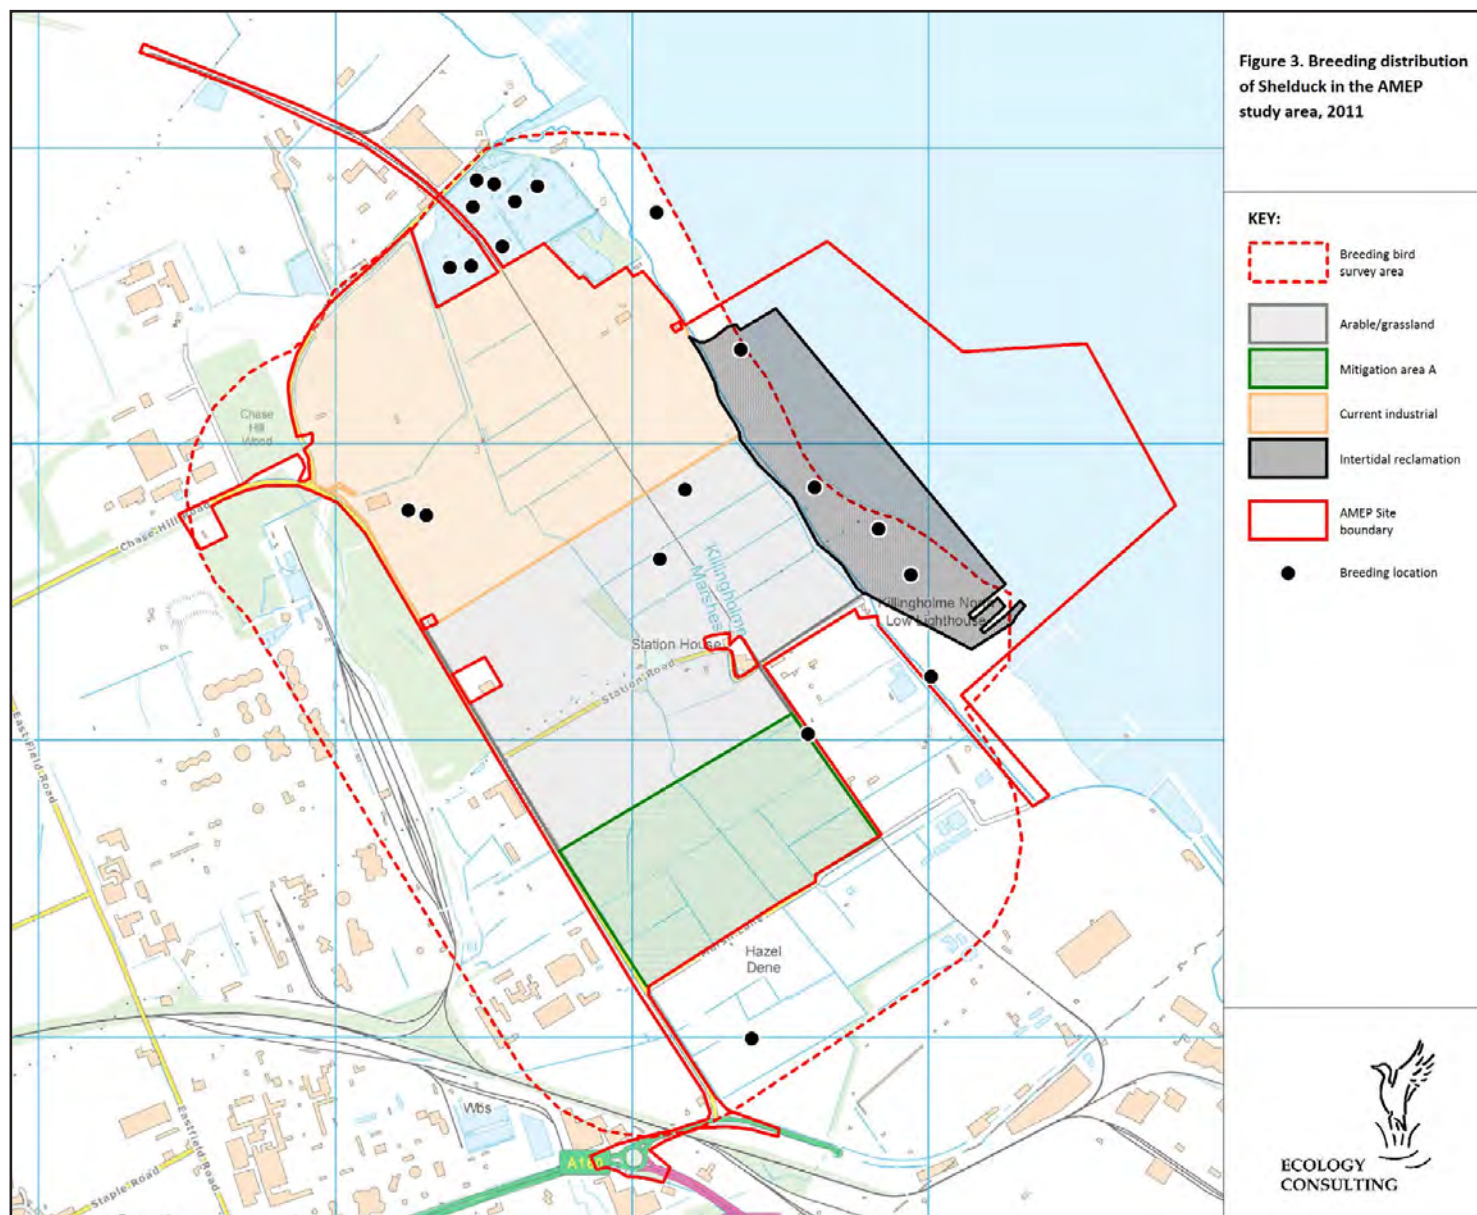 Figure 3. Breeding distribution
of Shelduck in the AMEP
study area, 2011
KEY:
Breeding bird
survey area
Arable/grassland
Mitigation area A
Current industrial
Intertidal reclamation
AMEP Site
boundary
Breeding location
ECOLOGY
CONSULTING
Chase
Hill
Wood
Chase Hill Road
Killingholme
Marshes
Killingholme North
Low Lighthouse
Station House
Station Road
East Field Road
Hazel
Dene
Wks
Eastfield Road
Staple Road